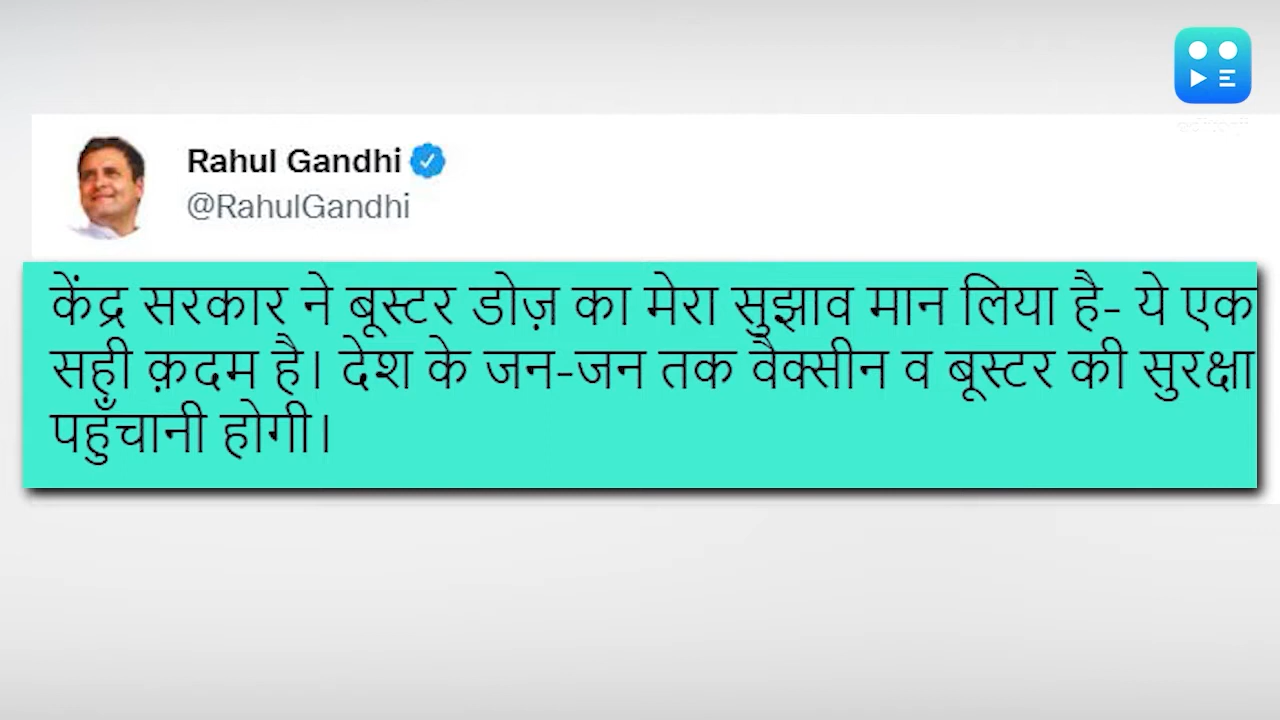 Rahul Gandhi
@RahulGandhi
केंद्र सरकार ने बूस्टर डोज़ का मेरा सुझाव मान लिया है- ये एक
सही क़दम है। देश के जन-जन तक वैक्सीन व बूस्टर की सुरक्षा
पहुँचानी होगी।